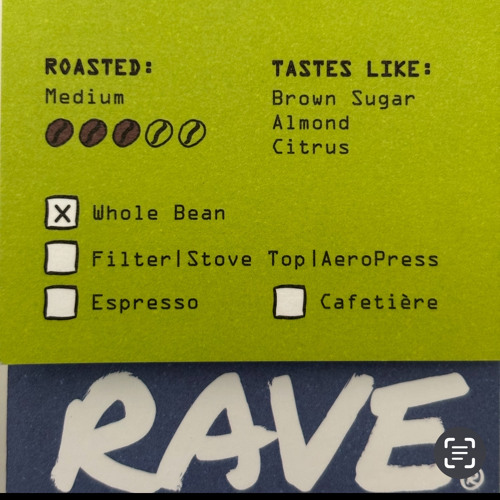 ROASTED:
Medium
TASTES LIKE:
Brown Sugar
Almond
Citrus
Whole Bean
Filter|Stove Top|AeroPress
Espresso
Cafetière
RAVE®